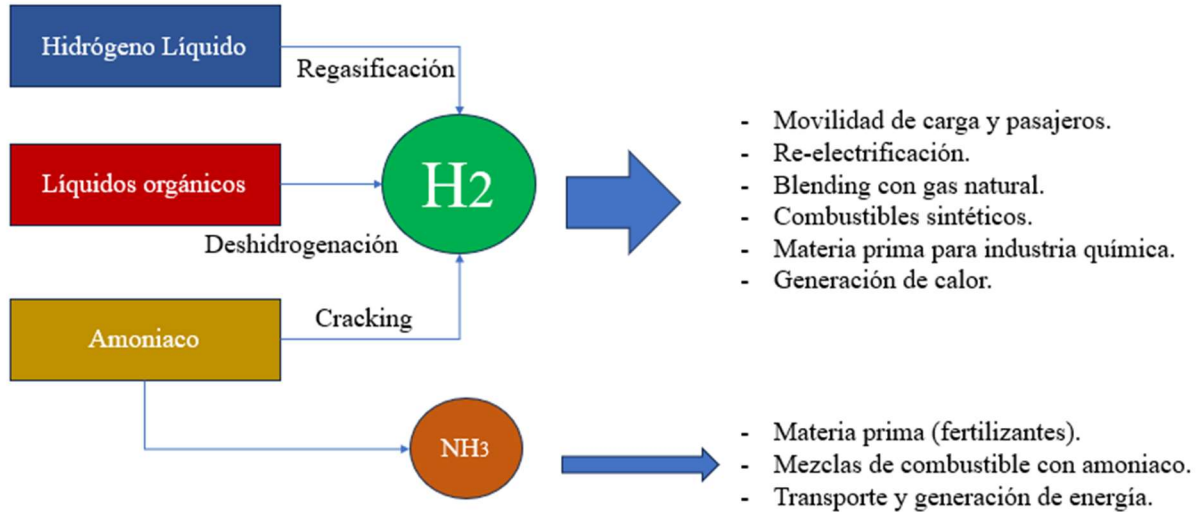 Hidrógeno Líquido
Regasificación
Líquidos orgánicos
Deshidrogenación
H2
Amoniaco
Cracking
NH3
- Movilidad de carga y pasajeros.
- Re-electrificación.
- Blending con gas natural.
- Combustibles sintéticos.
- Materia prima para industria química.
- Generación de calor.
- Materia prima (fertilizantes).
- Mezclas de combustible con amoniaco.
- Transporte y generación de energía.